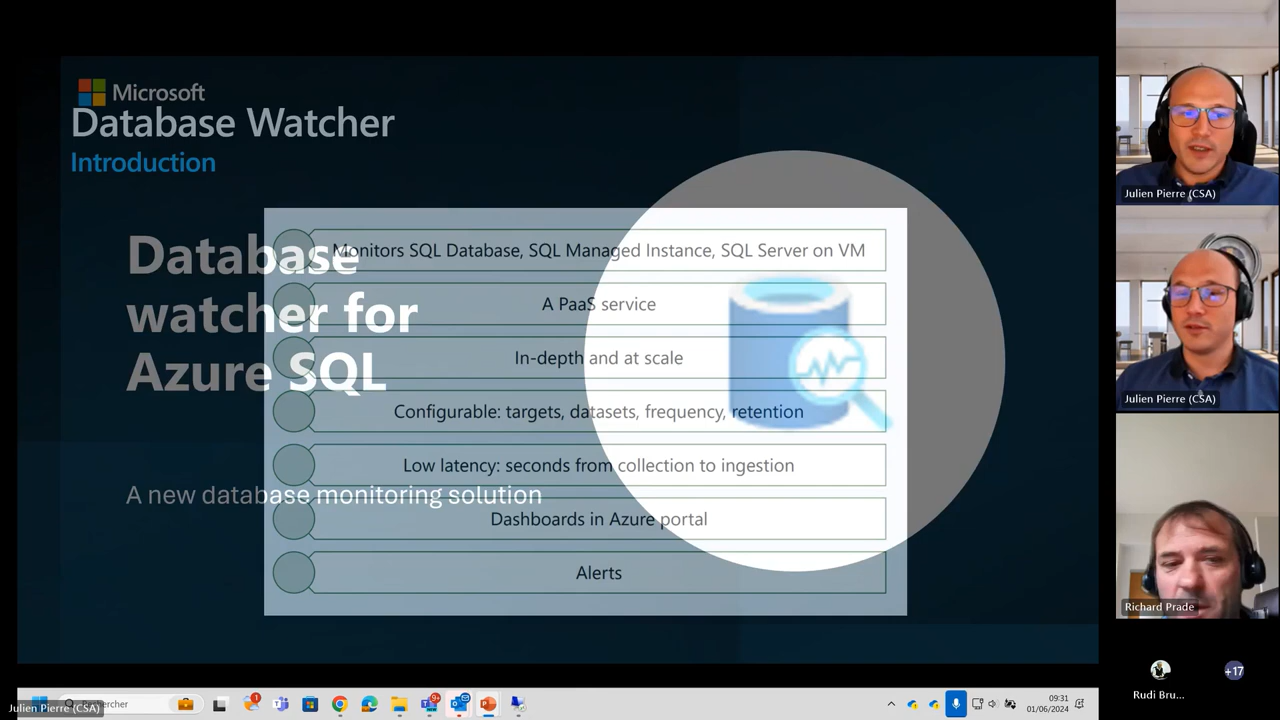 Microsoft
Database Watcher
Introduction
Database
watcher for
Azure SQL
A new database monitoring solution
Monitors SQL Database, SQL Managed Instance, SQL Server on VM
A PaaS service
In-depth and at scale
Configurable: targets, datasets, frequency, retention
Low latency: seconds from collection to ingestion
Dashboards in Azure portal
Alerts
Julien Pierre (CSA)
Julien Pierre (CSA)
Richard Prade
Rudi Bru...
+17
Julien Pierre (CSA)
1
9+
09:31
01/06/2024